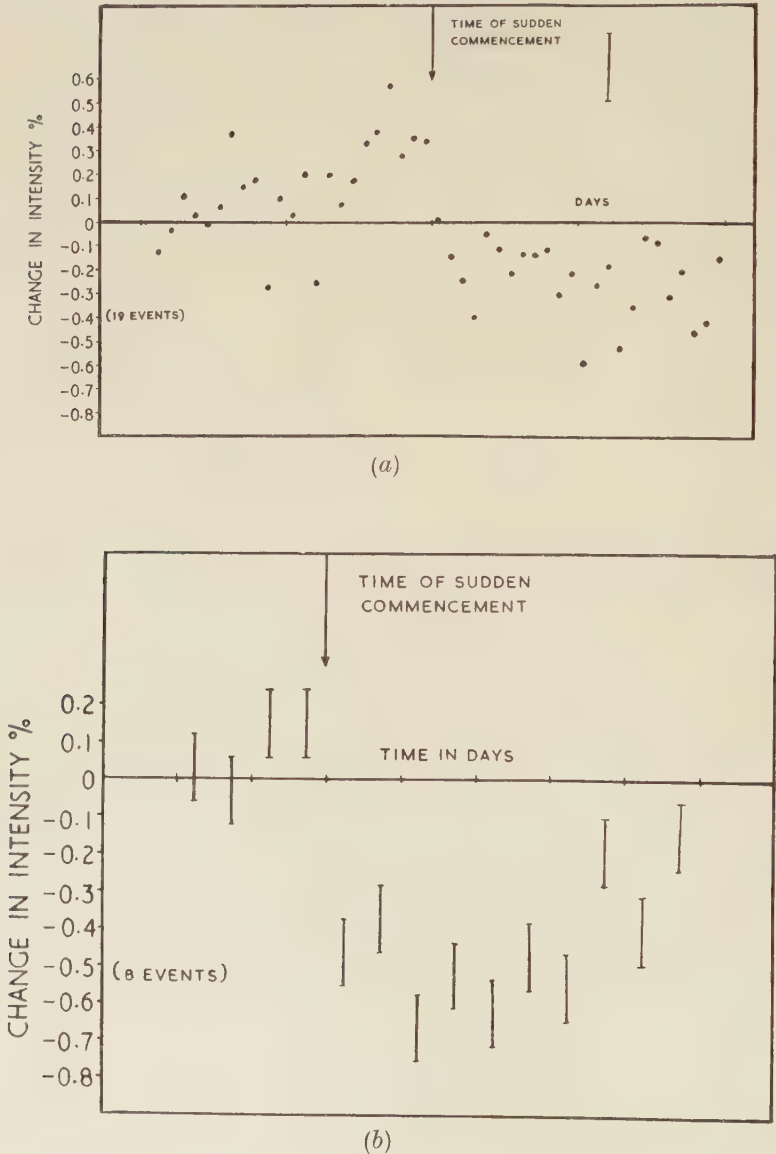 TIME OF SUDDEN
COMMENCEMENT
CHANGE IN INTENSITY %
0.6
0.5
0.4
0.3
0.2
0.1
0
-0.1
-0.2
-0.3
-0.4
-0.5
-0.6
-0.7
-0.8
DAYS
(19 EVENTS)
(a)
TIME OF SUDDEN
COMMENCEMENT
CHANGE IN INTENSITY %
0.2
0.1
0
-0.1
-0.2
-0.3
-0.4
-0.5
-0.6
-0.7
-0.8
TIME IN DAYS
(8 EVENTS)
(b)